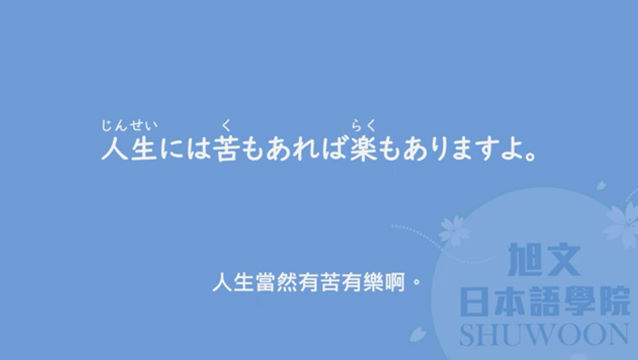 じんせい く らく
人生には苦もあれば楽もありますよ。
人生當然有苦有樂啊。
旭文
日本語學院
SHUWOON